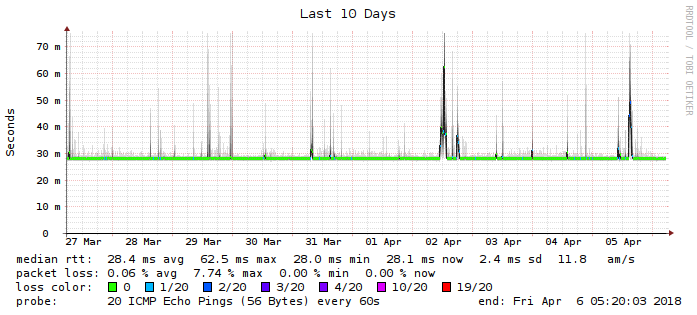 Last 10 Days
RRDTOOL / TOBI OETIKER
Seconds
70 m
60 m
50 m
40 m
30 m
20 m
10 m
0
27 Mar 28 Mar 29 Mar 30 Mar 31 Mar 01 Apr 02 Apr 03 Apr 04 Apr 05 Apr
median rtt: 28.4 ms avg 62.5 ms max 28.0 ms min 28.1 ms now 2.4 ms sd 11.8 am/s
packet loss: 0.06 % avg 7.74 % max 0.00 % min 0.00 % now
loss color: 0 1/20 2/20 3/20 4/20 10/20 19/20
probe: 20 ICMP Echo Pings (56 Bytes) every 60s end: Fri Apr 6 05:20:03 2018